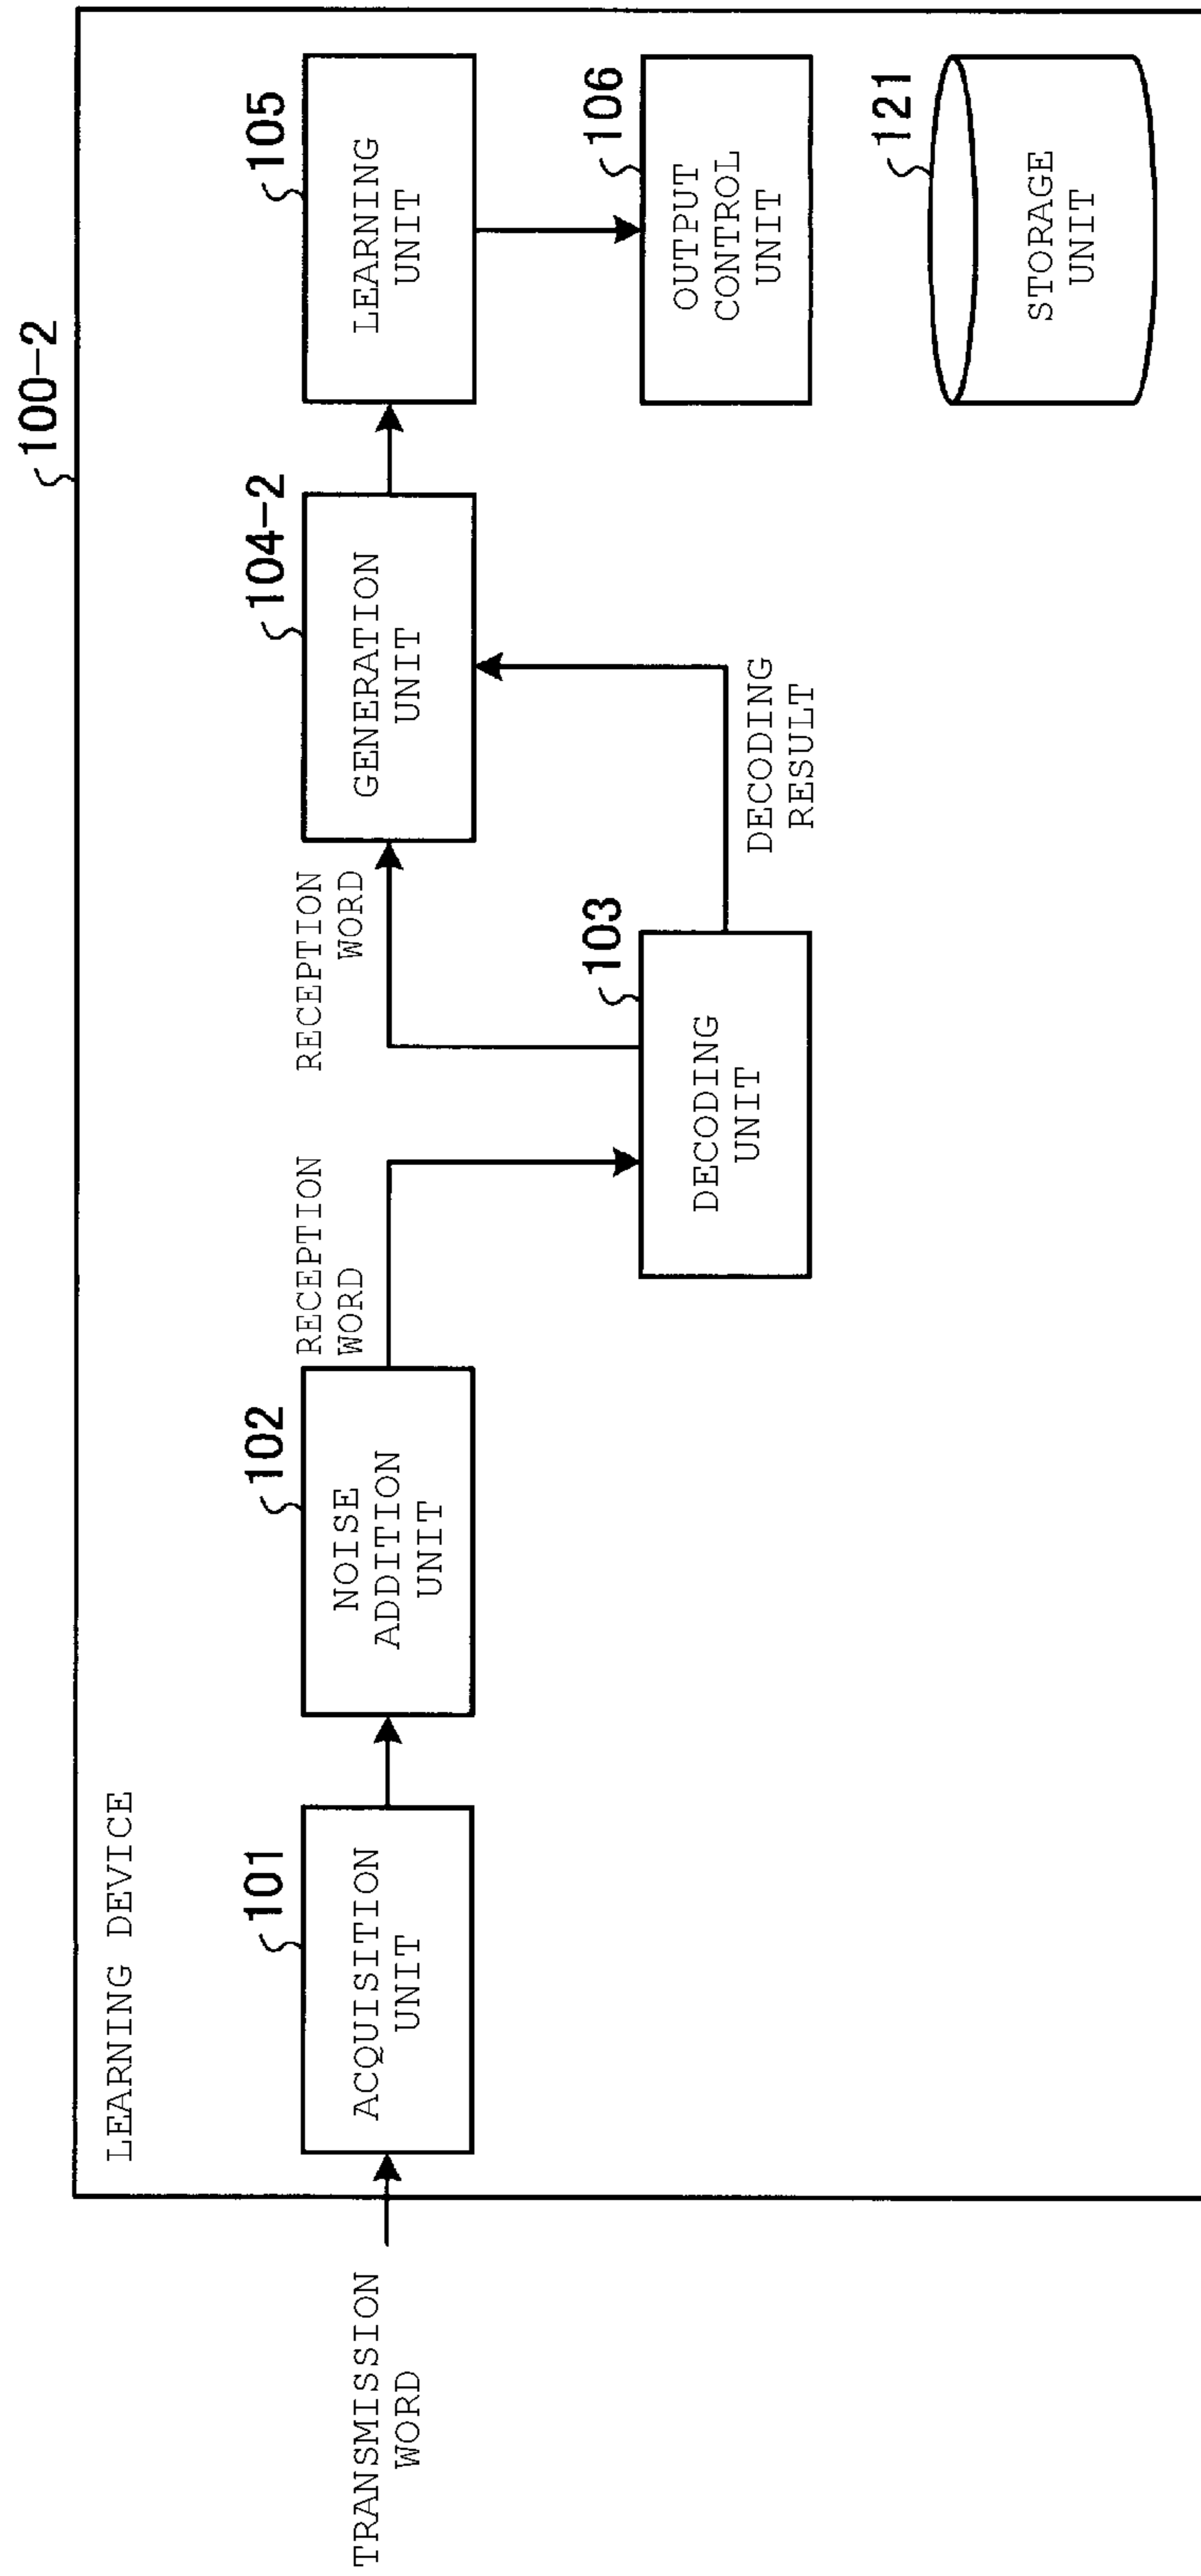 100-2
LEARNING DEVICE
TRANSMISSION
WORD
101
ACQUISITION
UNIT
102
NOISE
ADDITION
UNIT
RECEPTION
WORD
103
DECODING
UNIT
RECEPTION
WORD
DECODING
RESULT
104-2
GENERATION
UNIT
105
LEARNING
UNIT
106
OUTPUT
CONTROL
UNIT
121
STORAGE
UNIT